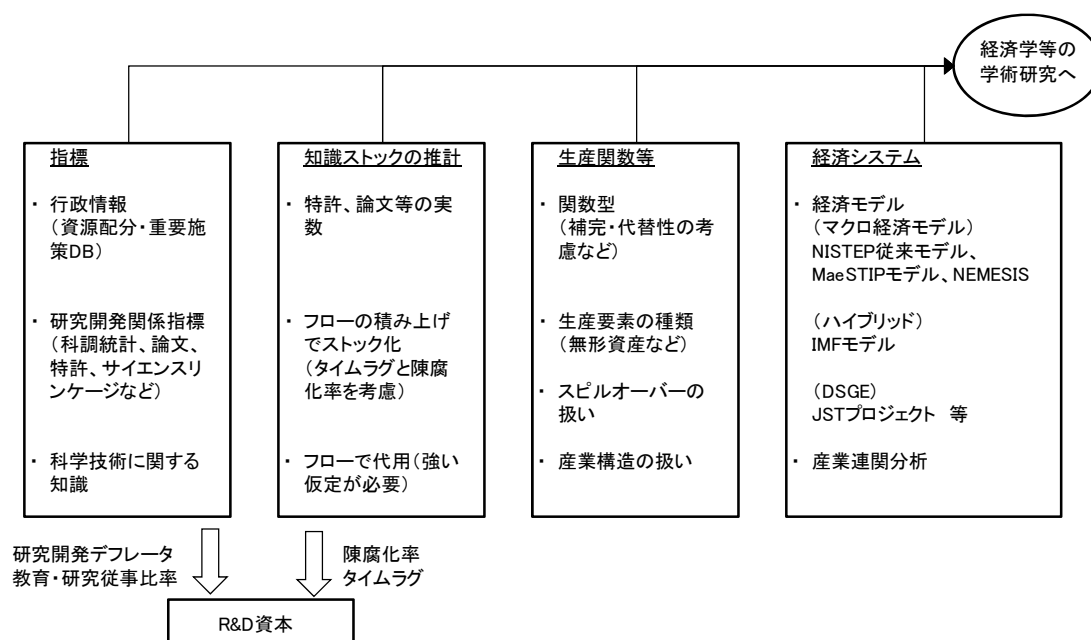 経済学等の
学術研究へ
指標
・ 行政情報
(資源配分・重要施
策DB)
・ 研究開発関係指標
(科調統計、論文、
特許、サイエンスリ
ンケージなど)
・ 科学技術に関する
知識
知識ストックの推計
・ 特許、論文等の実
数
・ フローの積み上げ
でストック化
(タイムラグと陳腐
化率を考慮)
・ フローで代用(強い
仮定が必要)
生産関数等
・ 関数型
(補完・代替性の考
慮など)
・ 生産要素の種類
(無形資産など)
・ スピルオーバーの
扱い
・ 産業構造の扱い
経済システム
・ 経済モデル
(マクロ経済モデル)
NISTEP従来モデル、
MaeSTIPモデル、NEMESIS
(ハイブリッド)
IMFモデル
(DSGE)
JSTプロジェクト 等
・ 産業連関分析
研究開発デフレータ
教育・研究従事比率
陳腐化率
タイムラグ
R&D資本